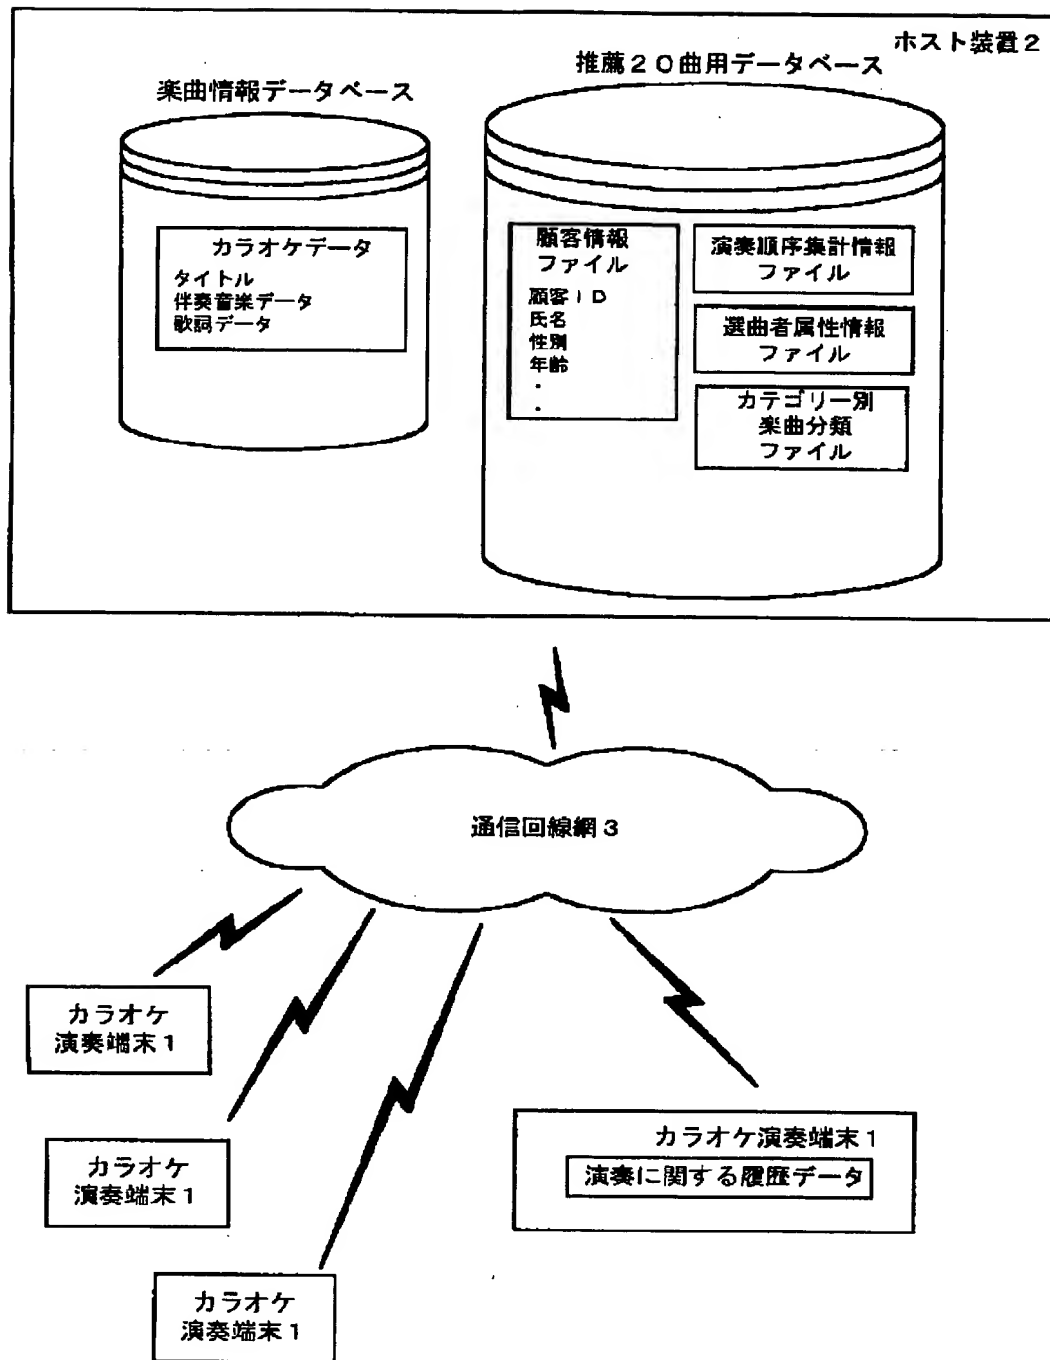 ホスト装置2
推薦20曲用データベース
楽曲情報データベース
カラオケデータ
タイトル
伴奏音楽データ
歌詞データ
顧客情報
ファイル
顧客ID
氏名
性別
年齢
・
・
演奏順序集計情報
ファイル
選曲者属性情報
ファイル
カテゴリー別
楽曲分類
ファイル
通信回線網3
カラオケ
演奏端末1
カラオケ
演奏端末1
カラオケ
演奏端末1
カラオケ演奏端末1
演奏に関する履歴データ